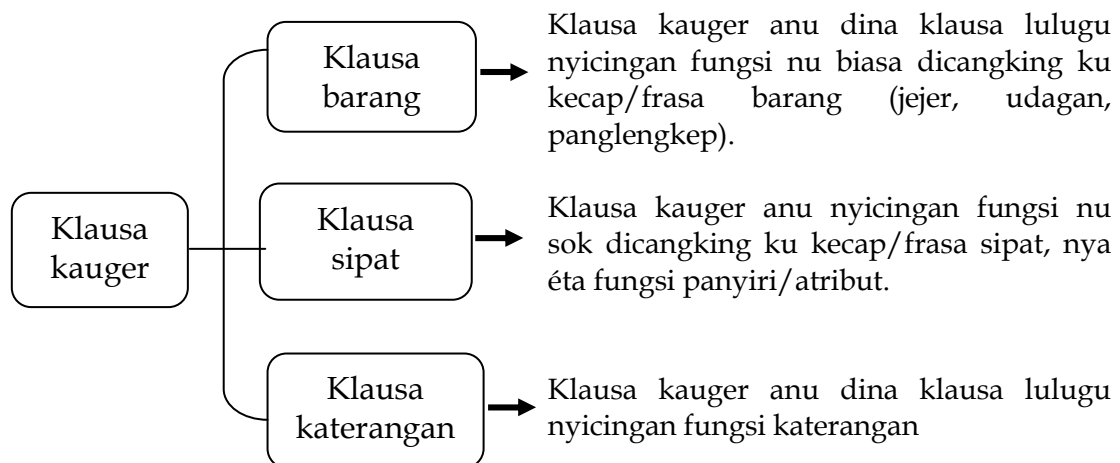 Klausa kauger
Klausa
kauger
Klausa
barang
Klausa kauger anu dina klausa lulugu
nyicingan fungsi nu biasa dicangking ku
kecap/frasa barang (jejer, udagan,
panglengkep).
Klausa
sipat
Klausa kauger anu nyicingan fungsi nu
sok dicangking ku kecap/frasa sipat, nya
éta fungsi panyiri/atribut.
Klausa
katerangan
Klausa kauger anu dina klausa lulugu
nyicingan fungsi katerangan